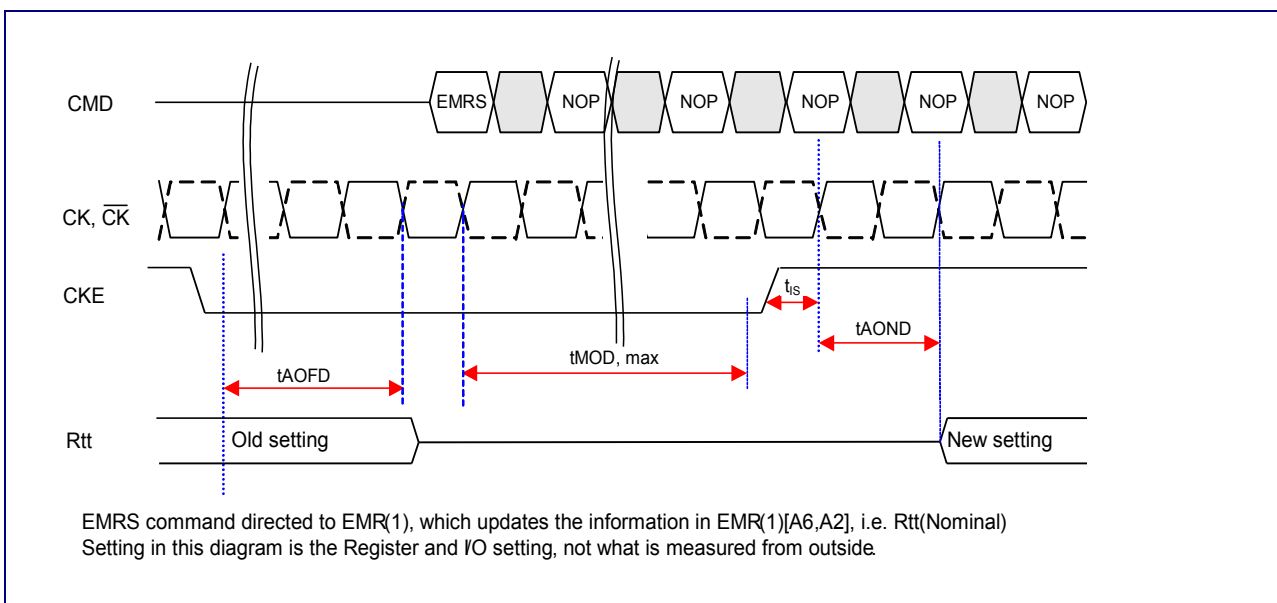 CMD
EMRS NOP NOP NOP NOP NOP
CK, CK
CKE
tIS
tAOND
tMOD, max
tAOFD
Rtt
Old setting
New setting
EMRS command directed to EMR(1), which updates the information in EMR(1)[A6,A2], i.e. Rtt(Nominal)
Setting in this diagram is the Register and I/O setting, not what is measured from outside.